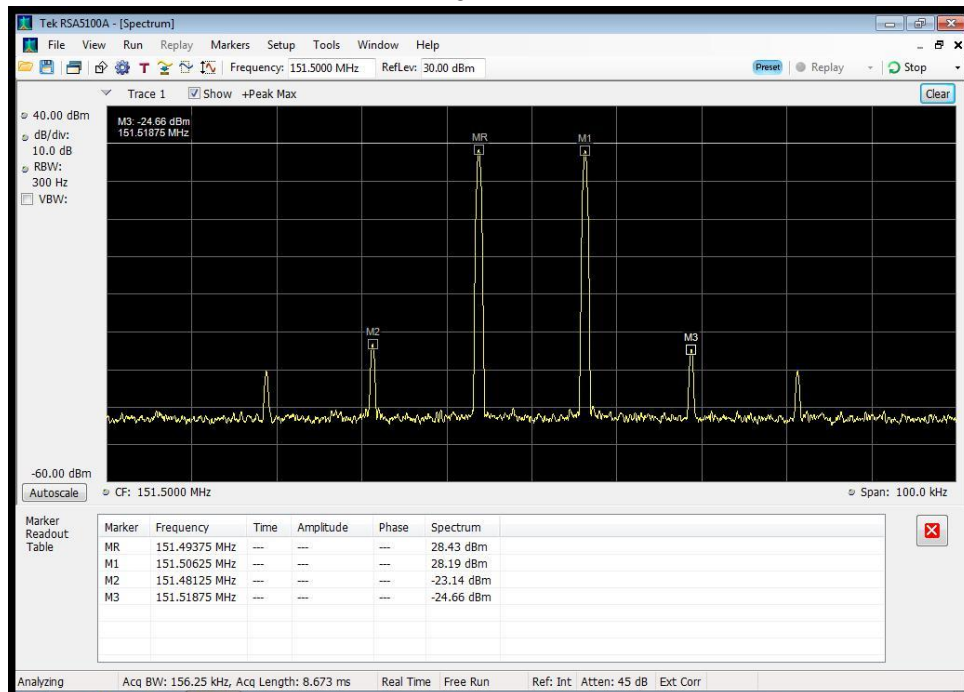 Tek RSA5100A - [Spectrum]
File View Run Replay Markers Setup Tools Window Help
T Frequency: 151.5000 MHz RefLev: 30.00 dBm Preset Replay Stop
Trace 1 Show +Peak Max Clear
40.00 dBm
dB/div:
10.0 dB
RBW:
300 Hz
VBW:
M3: -24.66 dBm
151.51875 MHz
MR M1
M2 M3
-60.00 dBm
Autoscale CF: 151.5000 MHz Span: 100.0 kHz
Marker
Readout
Table
Marker Frequency Time Amplitude Phase Spectrum
MR 151.49375 MHz --- --- --- 28.43 dBm
M1 151.50625 MHz --- --- --- 28.19 dBm
M2 151.48125 MHz --- --- --- -23.14 dBm
M3 151.51875 MHz --- --- --- -24.66 dBm
Analyzing Acq BW: 156.25 kHz, Acq Length: 8.673 ms Real Time Free Run Ref: Int Atten: 45 dB Ext Corr